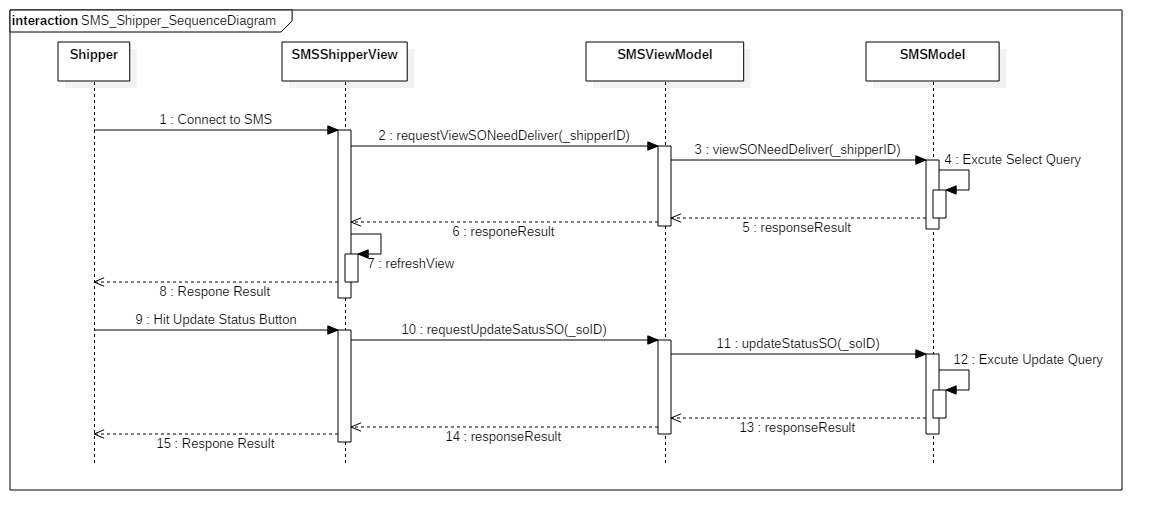 interaction SMS_Shipper_SequenceDiagram
Shipper
SMSShipperView
SMSViewModel
SMSModel
1 : Connect to SMS
2 : requestViewSONeedDeliver(_shipperID)
3 : viewSONeedDeliver(_shipperID)
4 : Excute Select Query
5 : responseResult
6 : responeResult
7 : refreshView
8 : Respone Result
9 : Hit Update Status Button
10 : requestUpdateSatusSO(_soID)
11 : updateStatusSO(_soID)
12 : Excute Update Query
13 : responseResult
14 : responseResult
15 : Respone Result